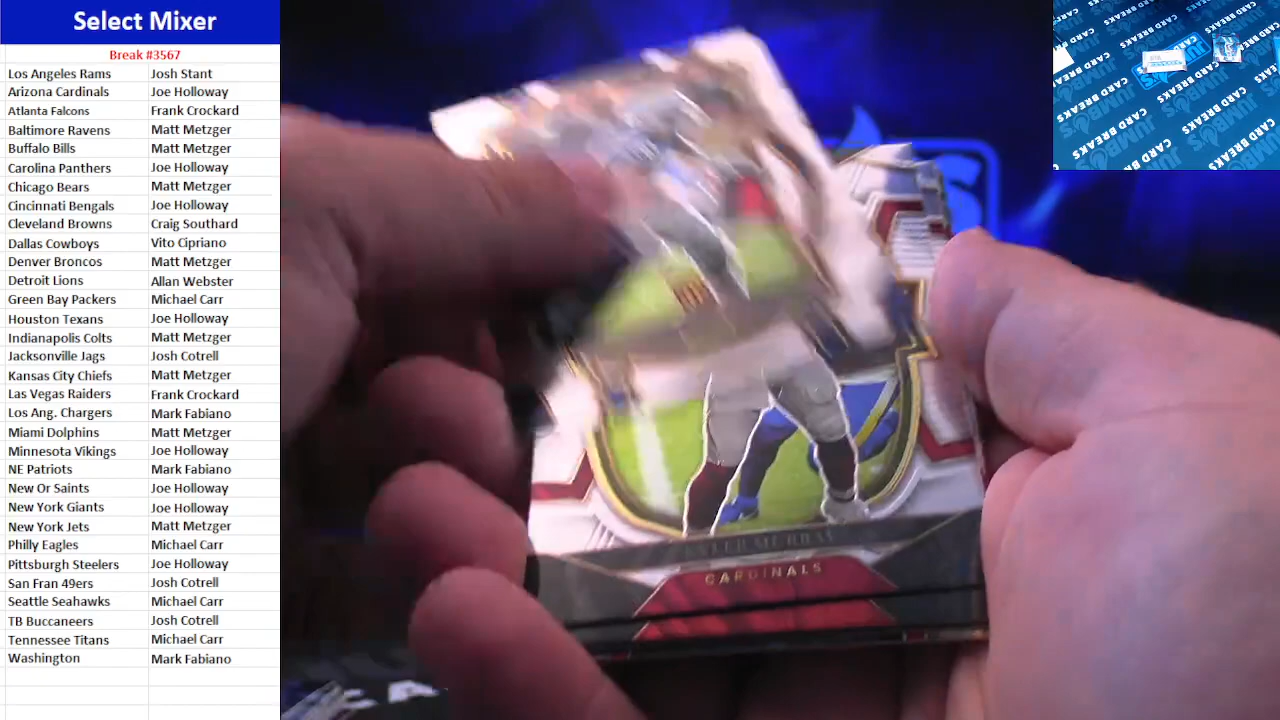 Select Mixer
Break #3567
Los Angeles Rams Josh Stant
Arizona Cardinals Joe Holloway
Atlanta Falcons Frank Crockard
Baltimore Ravens Matt Metzger
Buffalo Bills Matt Metzger
Carolina Panthers Joe Holloway
Chicago Bears Matt Metzger
Cincinnati Bengals Joe Holloway
Cleveland Browns Craig Southard
Dallas Cowboys Vito Cipriano
Denver Broncos Matt Metzger
Detroit Lions Allan Webster
Green Bay Packers Michael Carr
Houston Texans Joe Holloway
Indianapolis Colts Matt Metzger
Jacksonville Jags Josh Cotrell
Kansas City Chiefs Matt Metzger
Las Vegas Raiders Frank Crockard
Los Ang. Chargers Mark Fabiano
Miami Dolphins Matt Metzger
Minnesota Vikings Joe Holloway
NE Patriots Mark Fabiano
New Or Saints Joe Holloway
New York Giants Joe Holloway
New York Jets Matt Metzger
Philly Eagles Michael Carr
Pittsburgh Steelers Joe Holloway
San Fran 49ers Josh Cotrell
Seattle Seahawks Michael Carr
TB Buccaneers Josh Cotrell
Tennessee Titans Michael Carr
Washington Mark Fabiano
CARD BREAKS
JUMBO'S
CARD BREAKS
CARDINALS